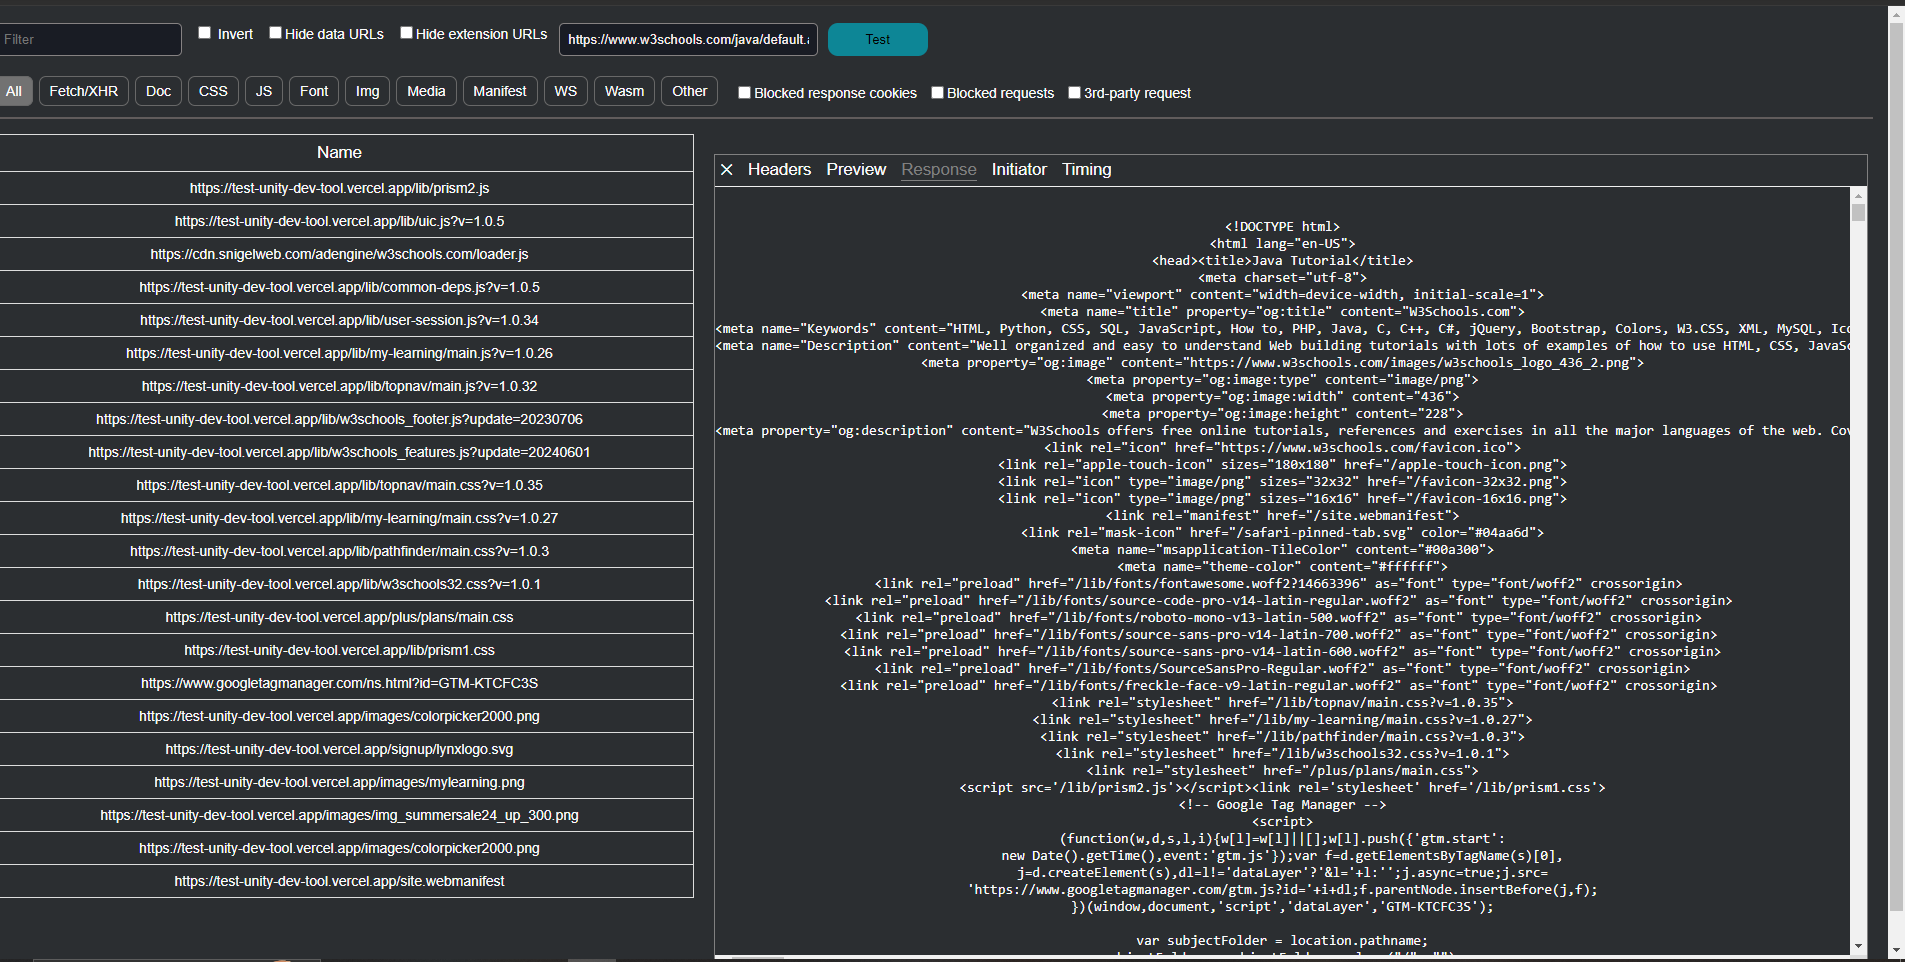 Filter
Invert
Hide data URLs
Hide extension URLs
https://www.w3schools.com/java/default.
Test
All
Fetch/XHR
Doc
CSS
JS
Font
Img
Media
Manifest
WS
Wasm
Other
Blocked response cookies
Blocked requests
3rd-party request
Name
https://test-unity-dev-tool.vercel.app/lib/prism2.js
https://test-unity-dev-tool.vercel.app/lib/uic.js?v=1.0.5
https://cdn.snigelweb.com/adengine/w3schools.com/loader.js
https://test-unity-dev-tool.vercel.app/lib/common-deps.js?v=1.0.5
https://test-unity-dev-tool.vercel.app/lib/user-session.js?v=1.0.34
https://test-unity-dev-tool.vercel.app/lib/my-learning/main.js?v=1.0.26
https://test-unity-dev-tool.vercel.app/lib/topnav/main.js?v=1.0.32
https://test-unity-dev-tool.vercel.app/lib/w3schools_footer.js?update=20230706
https://test-unity-dev-tool.vercel.app/lib/w3schools_features.js?update=20240601
https://test-unity-dev-tool.vercel.app/lib/topnav/main.css?v=1.0.35
https://test-unity-dev-tool.vercel.app/lib/my-learning/main.css?v=1.0.27
https://test-unity-dev-tool.vercel.app/lib/pathfinder/main.css?v=1.0.3
https://test-unity-dev-tool.vercel.app/lib/w3schools32.css?v=1.0.1
https://test-unity-dev-tool.vercel.app/plus/plans/main.css
https://test-unity-dev-tool.vercel.app/lib/prism1.css
https://www.googletagmanager.com/ns.html?id=GTM-KTCFC3S
https://test-unity-dev-tool.vercel.app/images/colorpicker2000.png
https://test-unity-dev-tool.vercel.app/signup/lynxlogo.svg
https://test-unity-dev-tool.vercel.app/images/mylearning.png
https://test-unity-dev-tool.vercel.app/images/img_summersale24_up_300.png
https://test-unity-dev-tool.vercel.app/images/colorpicker2000.png
https://test-unity-dev-tool.vercel.app/site.webmanifest
Headers
Preview
Response
Initiator
Timing
<!DOCTYPE html>
<html lang="en-US">
<head><title>Java Tutorial</title>
<meta charset="utf-8">
<meta name="viewport" content="width=device-width, initial-scale=1">
<meta name="title" property="og:title" content="W3Schools.com">
<meta name="Keywords" content="HTML, Python, CSS, SQL, JavaScript, How to, PHP, Java, C, C++, C#, jQuery, Bootstrap, Colors, W3.CSS, XML, MySQL, Ico
<meta name="Description" content="Well organized and easy to understand Web building tutorials with lots of examples of how to use HTML, CSS, JavaSc
<meta property="og:image" content="https://www.w3schools.com/images/w3schools_logo_436_2.png">
<meta property="og:image:type" content="image/png">
<meta property="og:image:width" content="436">
<meta property="og:image:height" content="228">
<meta property="og:description" content="W3Schools offers free online tutorials, references and exercises in all the major languages of the web. Cov
<link rel="icon" href="https://www.w3schools.com/favicon.ico">
<link rel="apple-touch-icon" sizes="180x180" href="/apple-touch-icon.png">
<link rel="icon" type="image/png" sizes="32x32" href="/favicon-32x32.png">
<link rel="icon" type="image/png" sizes="16x16" href="/favicon-16x16.png">
<link rel="manifest" href="/site.webmanifest">
<link rel="mask-icon" href="/safari-pinned-tab.svg" color="#04aa6d">
<meta name="msapplication-TileColor" content="#00a300">
<meta name="theme-color" content="#ffffff">
<link rel="preload" href="/lib/fonts/fontawesome.woff2?14663396" as="font" type="font/woff2" crossorigin>
<link rel="preload" href="/lib/fonts/source-code-pro-v14-latin-regular.woff2" as="font" type="font/woff2" crossorigin>
<link rel="preload" href="/lib/fonts/roboto-mono-v13-latin-500.woff2" as="font" type="font/woff2" crossorigin>
<link rel="preload" href="/lib/fonts/source-sans-pro-v14-latin-700.woff2" as="font" type="font/woff2" crossorigin>
<link rel="preload" href="/lib/fonts/source-sans-pro-v14-latin-600.woff2" as="font" type="font/woff2" crossorigin>
<link rel="preload" href="/lib/fonts/SourceSansPro-Regular.woff2" as="font" type="font/woff2" crossorigin>
<link rel="preload" href="/lib/fonts/freckle-face-v9-latin-regular.woff2" as="font" type="font/woff2" crossorigin>
<link rel="stylesheet" href="/lib/topnav/main.css?v=1.0.35">
<link rel="stylesheet" href="/lib/my-learning/main.css?v=1.0.27">
<link rel="stylesheet" href="/lib/pathfinder/main.css?v=1.0.3">
<link rel="stylesheet" href="/lib/w3schools32.css?v=1.0.1">
<link rel="stylesheet" href="/plus/plans/main.css">
<script src='/lib/prism2.js'></script><link rel='stylesheet' href='/lib/prism1.css'>
<!-- Google Tag Manager -->
<script>
(function(w,d,s,l,i){w[l]=w[l]||[];w[l].push({'gtm.start':
new Date().getTime(),event:'gtm.js'});var f=d.getElementsByTagName(s)[0],
j=d.createElement(s),dl=l!='dataLayer'?'&l='+l:'';j.async=true;j.src=
'https://www.googletagmanager.com/gtm.js?id='+i+dl;f.parentNode.insertBefore(j,f);
})(window,document,'script','dataLayer','GTM-KTCFC3S');
var subjectFolder = location.pathname;